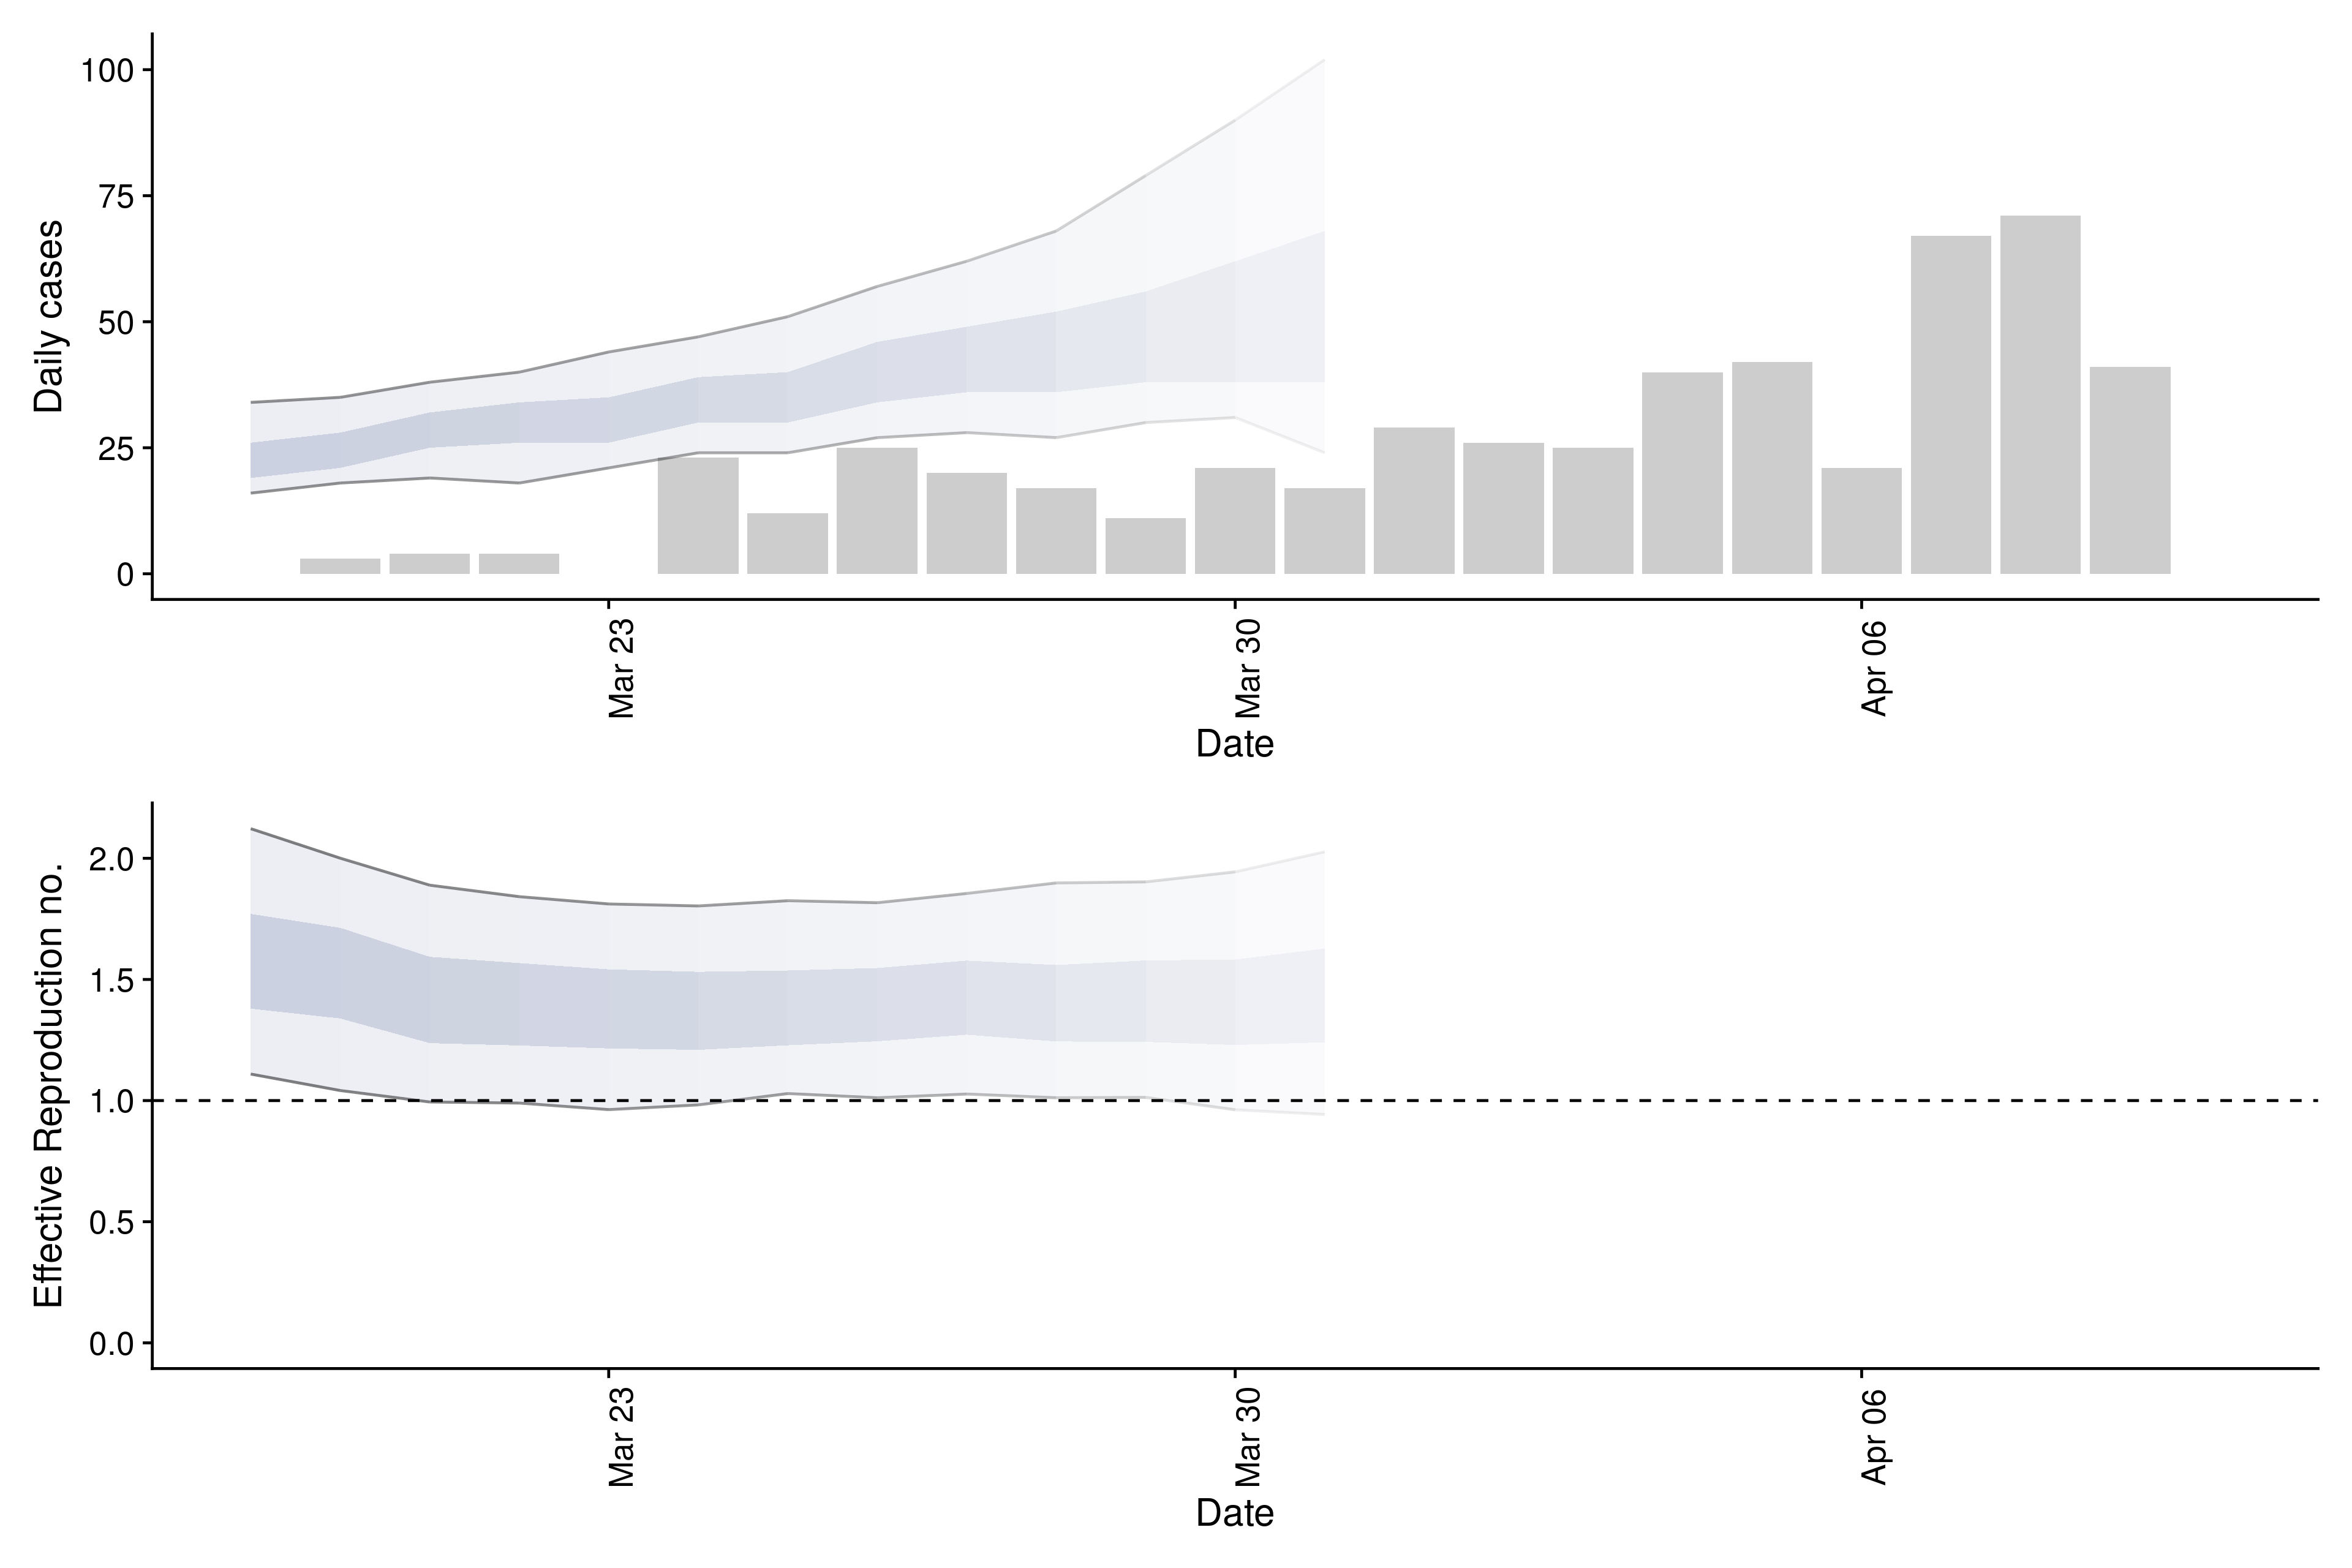 Daily cases
100
75
50
25
0
Mar 23
Mar 30
Apr 06
Date
Effective Reproduction no.
2.0
1.5
1.0
0.5
0.0
Mar 23
Mar 30
Apr 06
Date